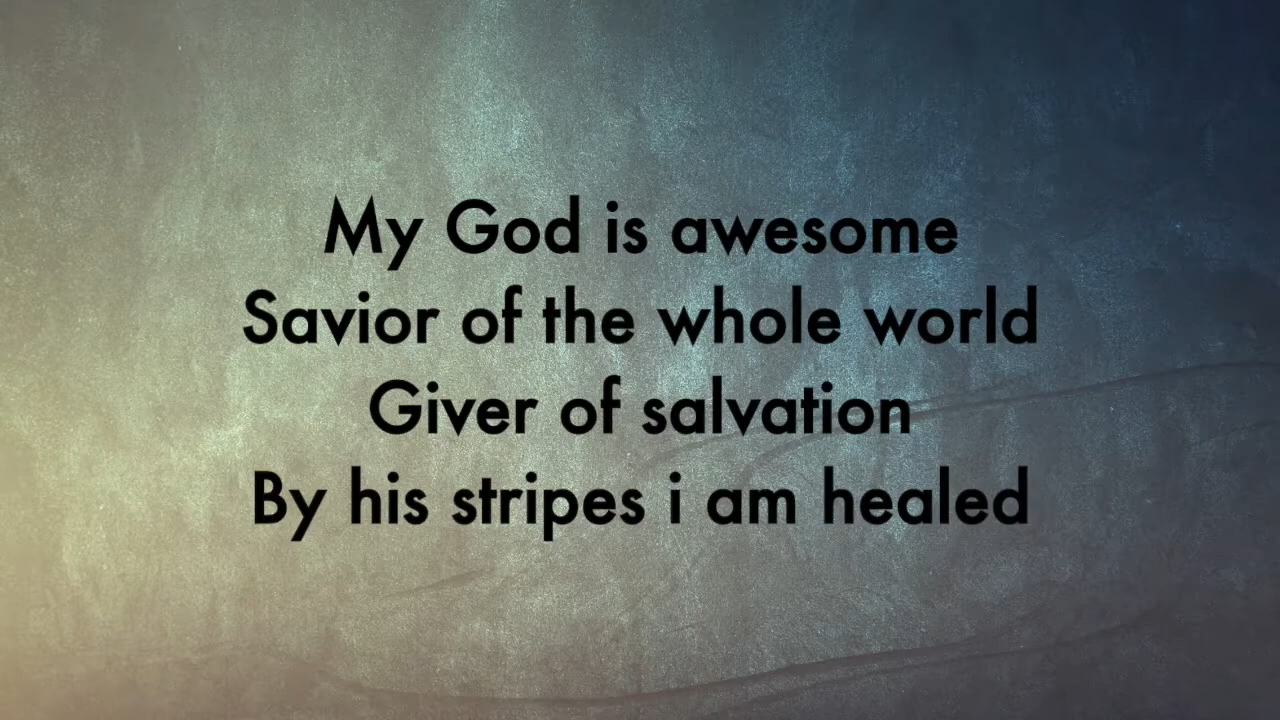 My God is awesome
Savior of the whole world
Giver of salvation
By his stripes i am healed